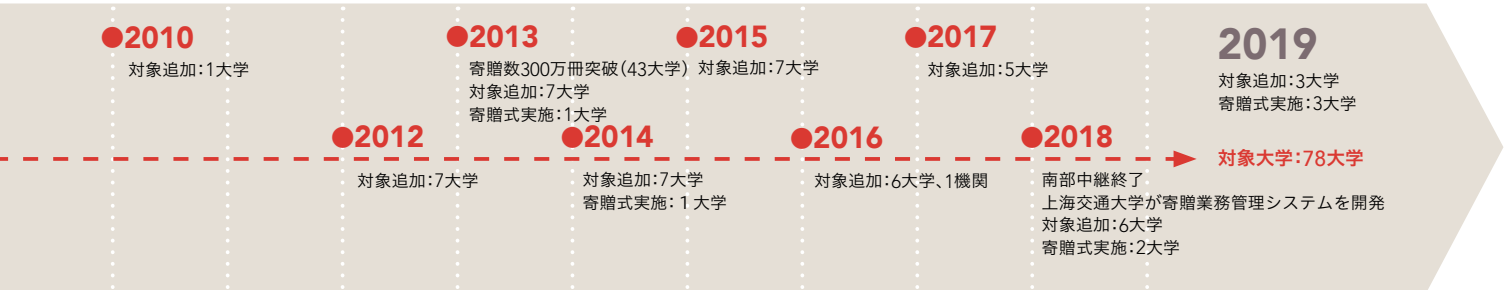 2010
対象追加:1大学
2012
対象追加:7大学
2013
寄贈数300万冊突破(43大学)
対象追加:7大学
寄贈式実施:1大学
2014
対象追加:7大学
寄贈式実施:1大学
2015
対象追加:7大学
2016
対象追加:6大学、1機関
2017
対象追加:5大学
2018
南部中継終了
上海交通大学が寄贈業務管理システムを開発
対象追加:6大学
寄贈式実施:2大学
2019
対象追加:3大学
寄贈式実施:3大学
対象大学:78大学